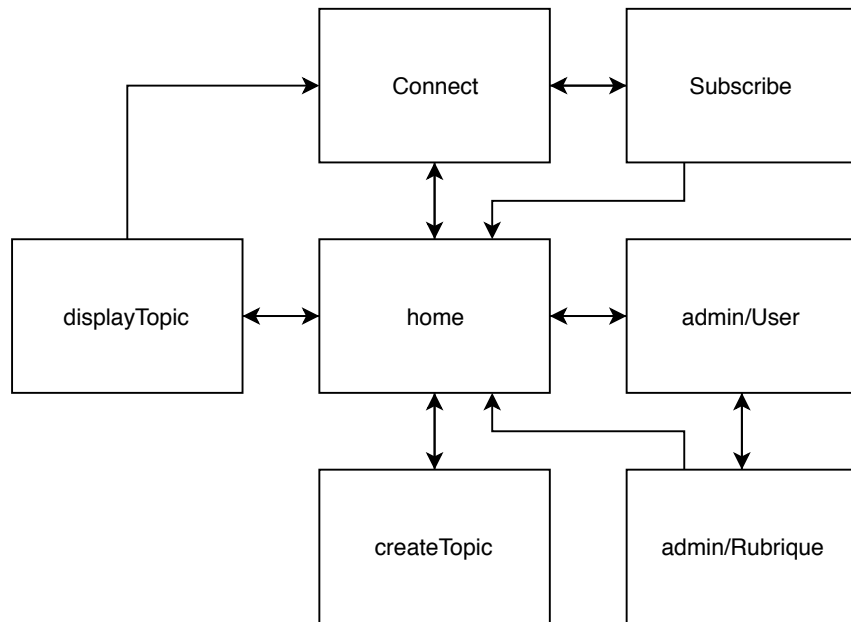 Connect
Subscribe
displayTopic
home
admin/User
createTopic
admin/Rubrique